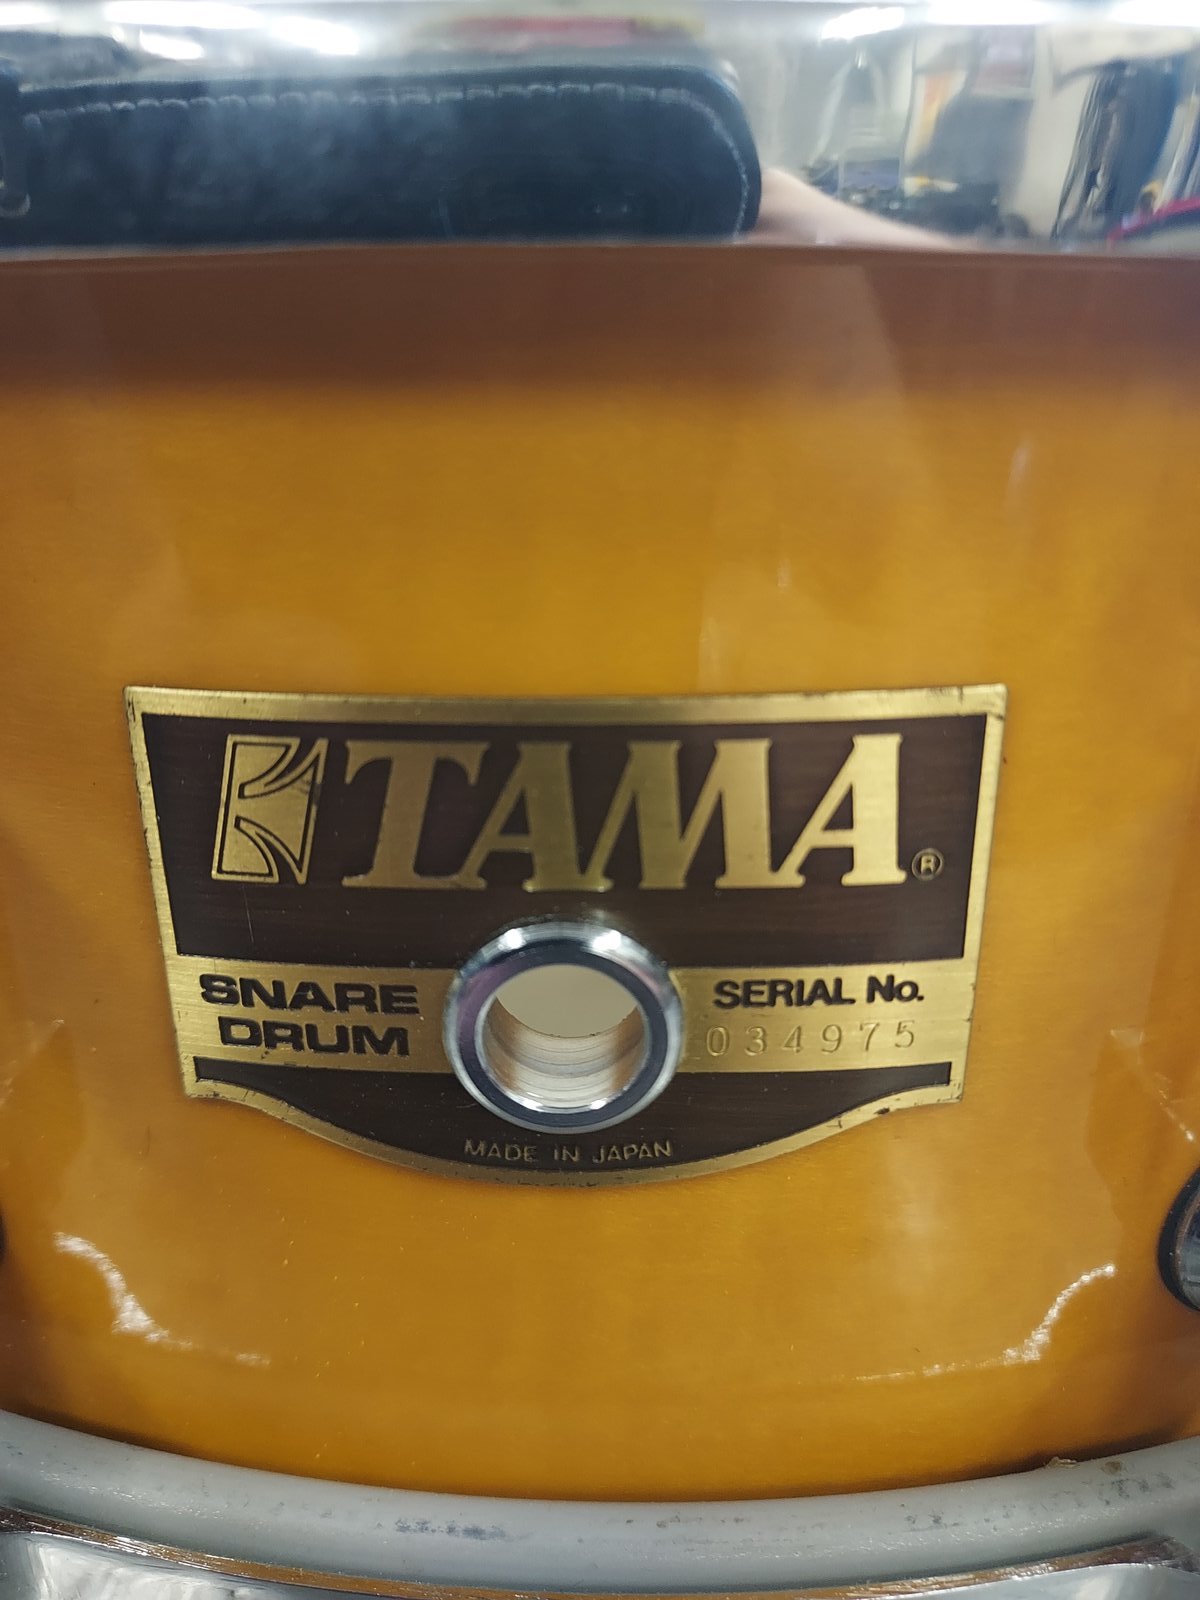 TAMA®
SNARE DRUM
SERIAL No.
034975
MADE IN JAPAN